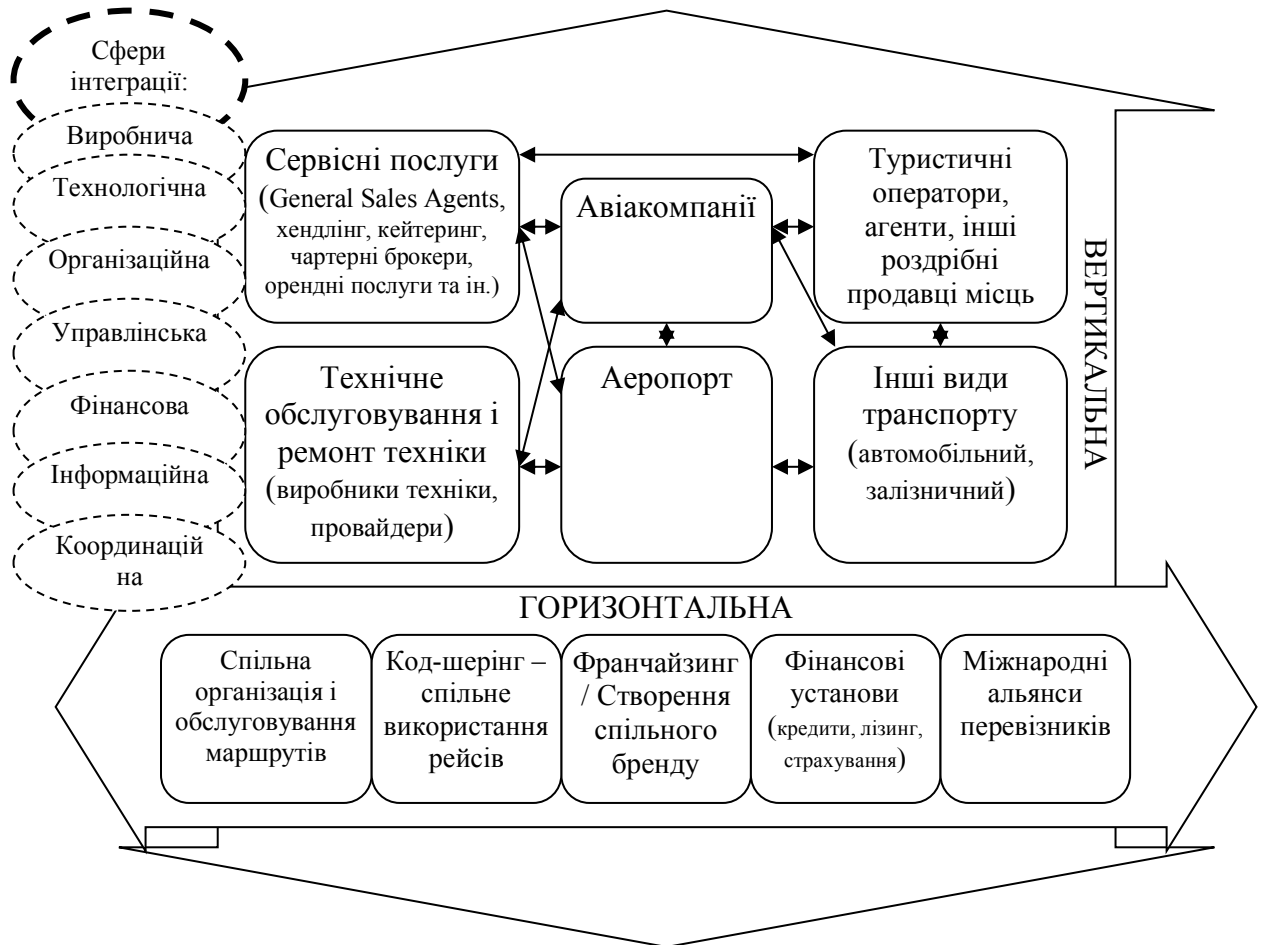 Сфери
інтеграції:
Виробнича
Технологічна
Організаційна
Управлінська
Фінансова
Інформаційна
Координацій
на
Сервісні послуги
(General Sales Agents,
хендлінг, кейтеринг,
чартерні брокери,
орендні послуги та ін.)
Авіакомпанії
Туристичні
оператори,
агенти, інші
роздрібні
продавці місць
Технічне
обслуговування і
ремонт техніки
(виробники техніки,
провайдери)
Аеропорт
Інші види
транспорту
(автомобільний,
залізничний)
ВЕРТИКАЛЬНА
ГОРИЗОНТАЛЬНА
Спільна
організація і
обслуговування
маршрутів
Код-шерінг –
спільне
використання
рейсів
Франчайзинг
/ Створення
спільного
бренду
Фінансові
установи
(кредити, лізинг,
страхування)
Міжнародні
альянси
перевізників